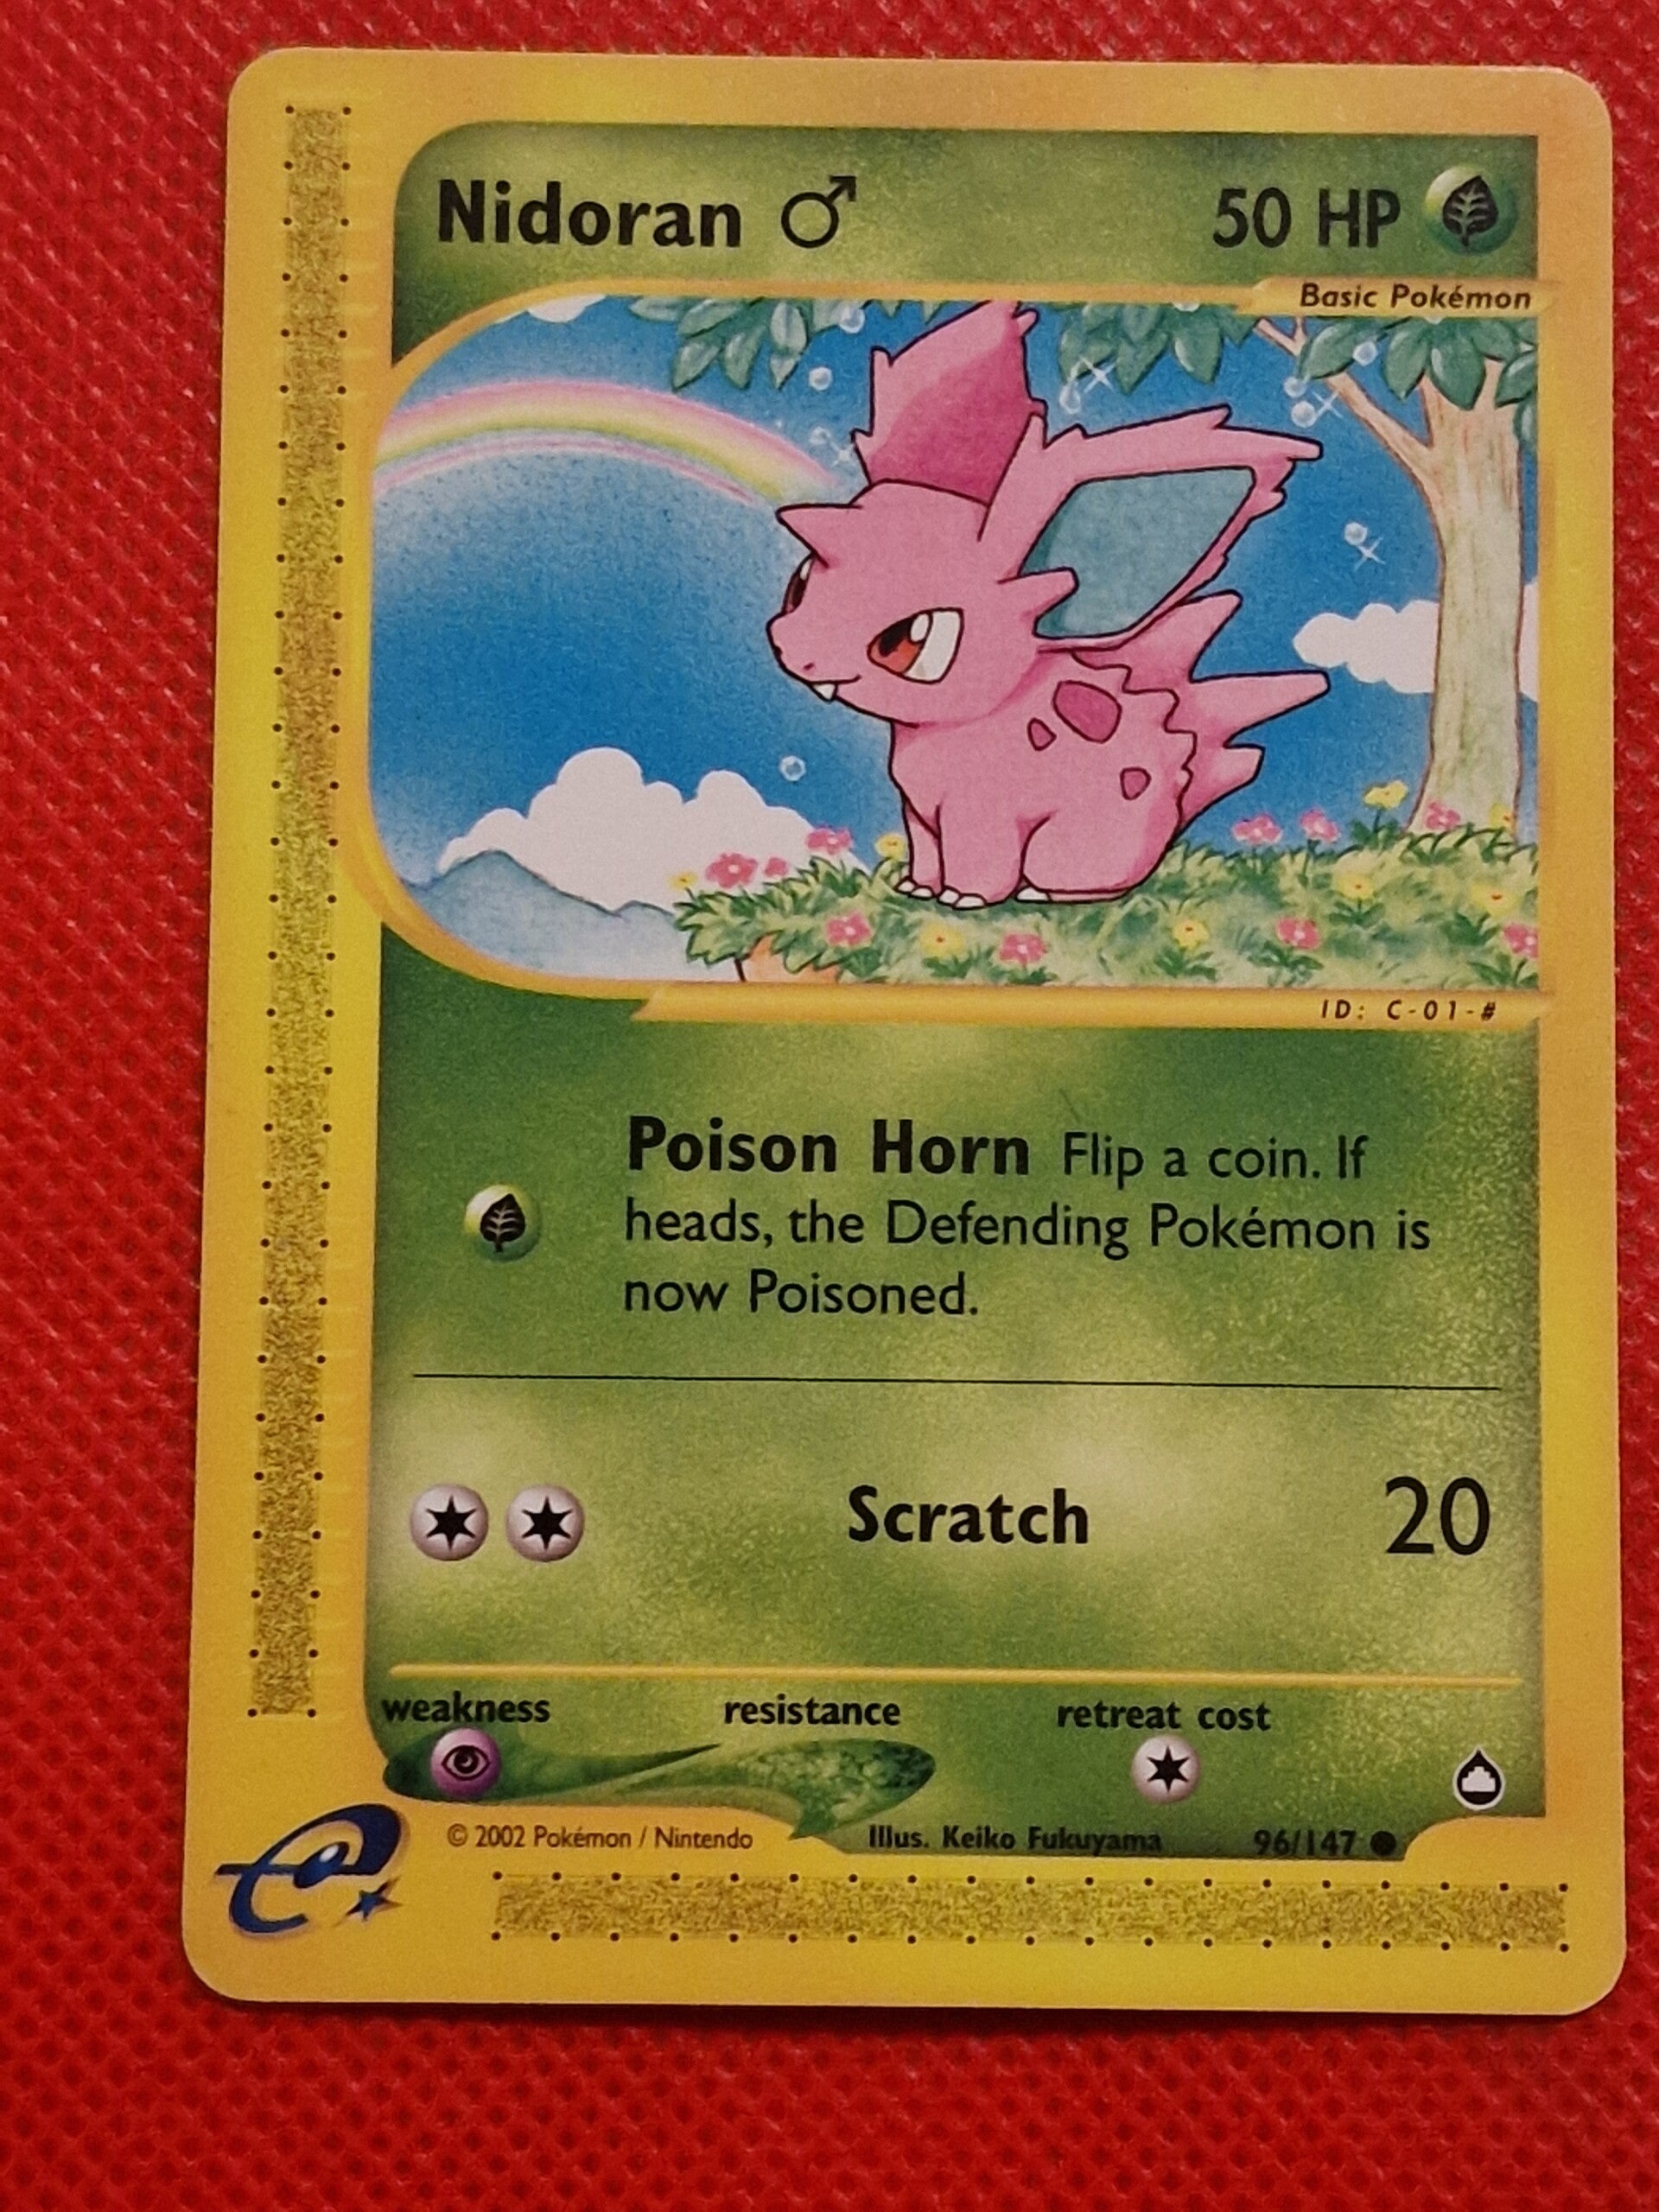 Nidoran ♂ 50 HP
Basic Pokémon
ID: C-01-#
Poison Horn Flip a coin. If
heads, the Defending Pokémon is
now Poisoned.
Scratch 20
weakness resistance retreat cost
© 2002 Pokémon / Nintendo Illus. Keiko Fukuyama 96/147 ●
e